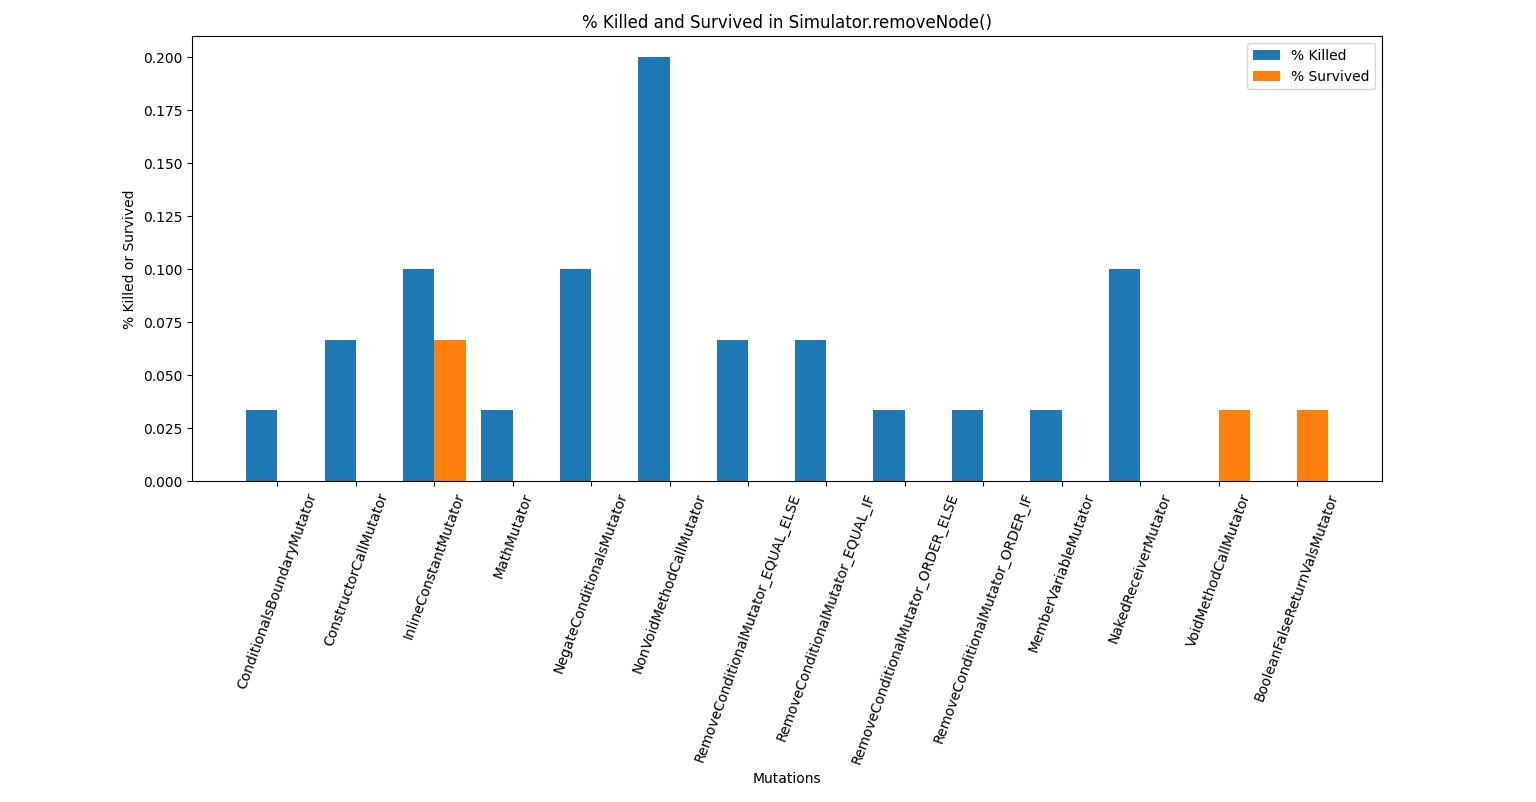 % Killed and Survived in Simulator.removeNode()
% Killed
% Survived
% Killed or Survived
0.200
0.175
0.150
0.125
0.100
0.075
0.050
0.025
0.000
ConditionalsBoundaryMutator
ConstructorCallMutator
InlineConstantMutator
MathMutator
NegateConditionalsMutator
NonVoidMethodCallMutator
RemoveConditionalMutator_EQUAL_ELSE
RemoveConditionalMutator_EQUAL_IF
RemoveConditionalMutator_ORDER_ELSE
RemoveConditionalMutator_ORDER_IF
MemberVariableMutator
NakedReceiverMutator
VoidMethodCallMutator
BooleanFalseReturnValsMutator
Mutations